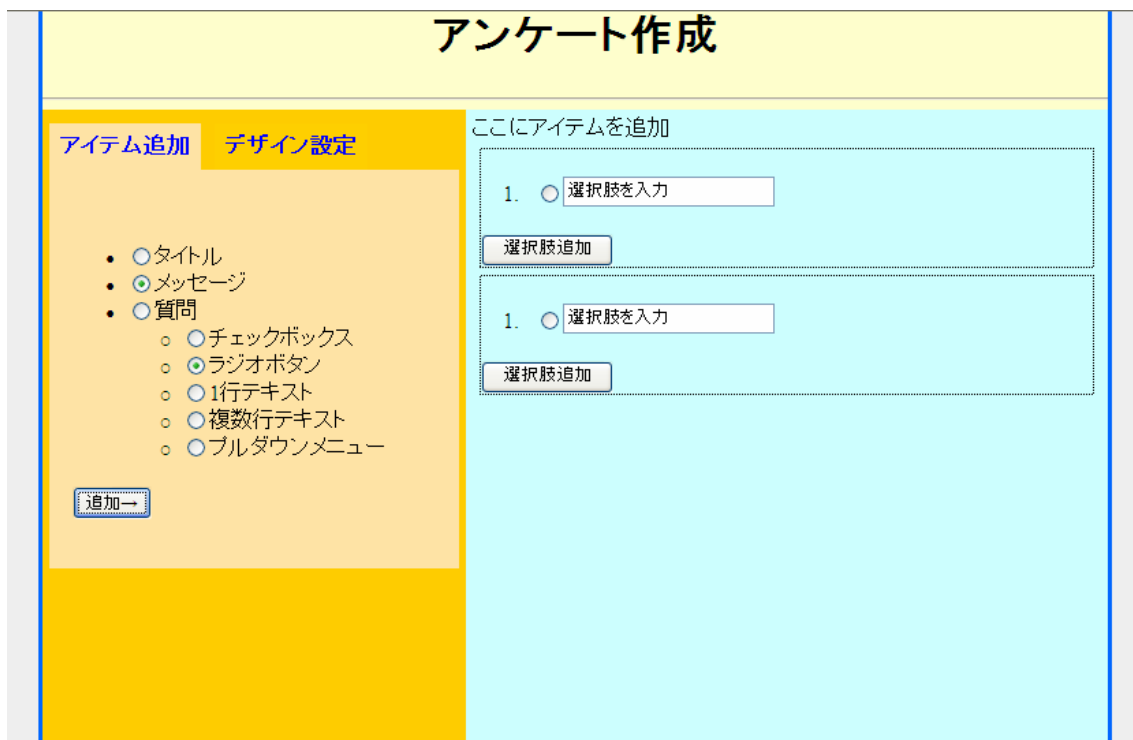 アンケート作成
アイテム追加 デザイン設定
タイトル
メッセージ
質問
チェックボックス
ラジオボタン
1行テキスト
複数行テキスト
プルダウンメニュー
追加→
ここにアイテムを追加
1. 選択肢を入力
選択肢追加
1. 選択肢を入力
選択肢追加